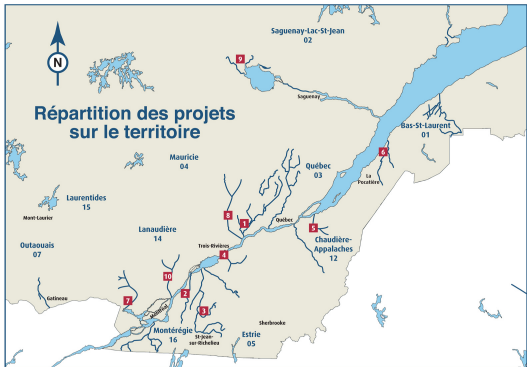 Saguenay-Lac-St-Jean
02
N
9
Saguenay
Répartition des projets
sur le territoire
Bas-St-Laurent
01
Mauricie
04
6
Québec
03
La
Pocatière
Laurentides
15
Mont-Laurier
8
1
Québec
5
Lanaudière
14
Chaudière-
Appalaches
12
Trois-Rivières
4
Outaouais
07
10
2
Gatineau
7
Montréal
3
Sherbrooke
Montérégie
16
St-Jean-
sur-Richelieu
Estrie
05